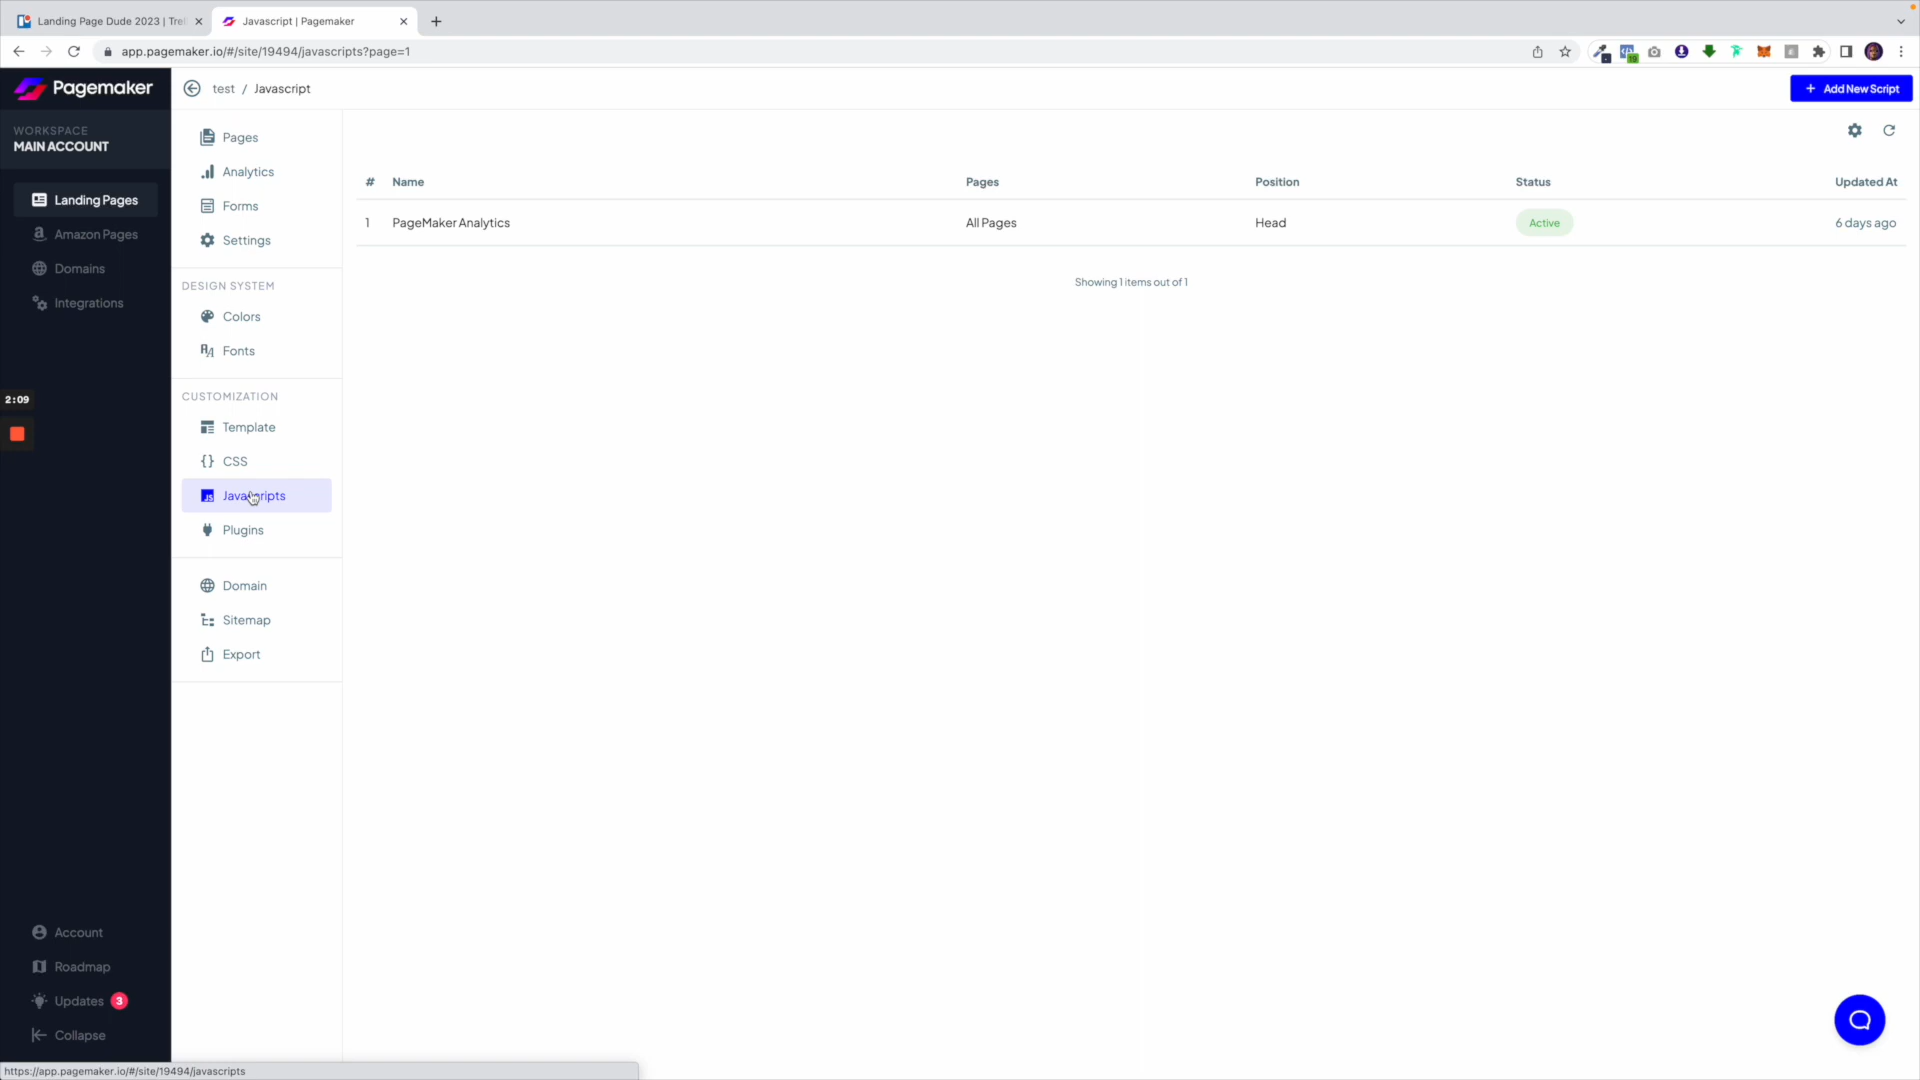 Landing Page Dude 2023 | Trel
Javascript | Pagemaker
app.pagemaker.io/#/site/19494/javascripts?page=1
19
Pagemaker
test / Javascript
+ Add New Script
WORKSPACE
MAIN ACCOUNT
Landing Pages
Amazon Pages
Domains
Integrations
2:09
Pages
Analytics
Forms
Settings
DESIGN SYSTEM
Colors
Fonts
CUSTOMIZATION
Template
CSS
Javascripts
Plugins
Domain
Sitemap
Export
# Name Pages Position Status Updated At
1 PageMaker Analytics All Pages Head Active 6 days ago
Showing 1 items out of 1
Account
Roadmap
Updates 3
Collapse
https://app.pagemaker.io/#/site/19494/javascripts